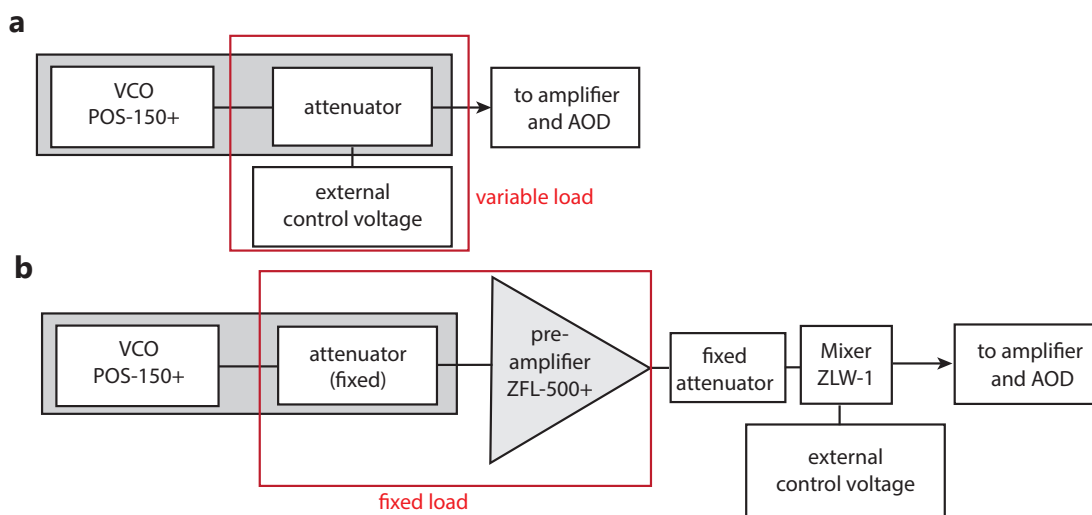 a
VCO
POS-150+
attenuator
to amplifier
and AOD
external
control voltage
variable load
b
VCO
POS-150+
attenuator
(fixed)
pre-
amplifier
ZFL-500+
fixed
attenuator
Mixer
ZLW-1
to amplifier
and AOD
external
control voltage
fixed load